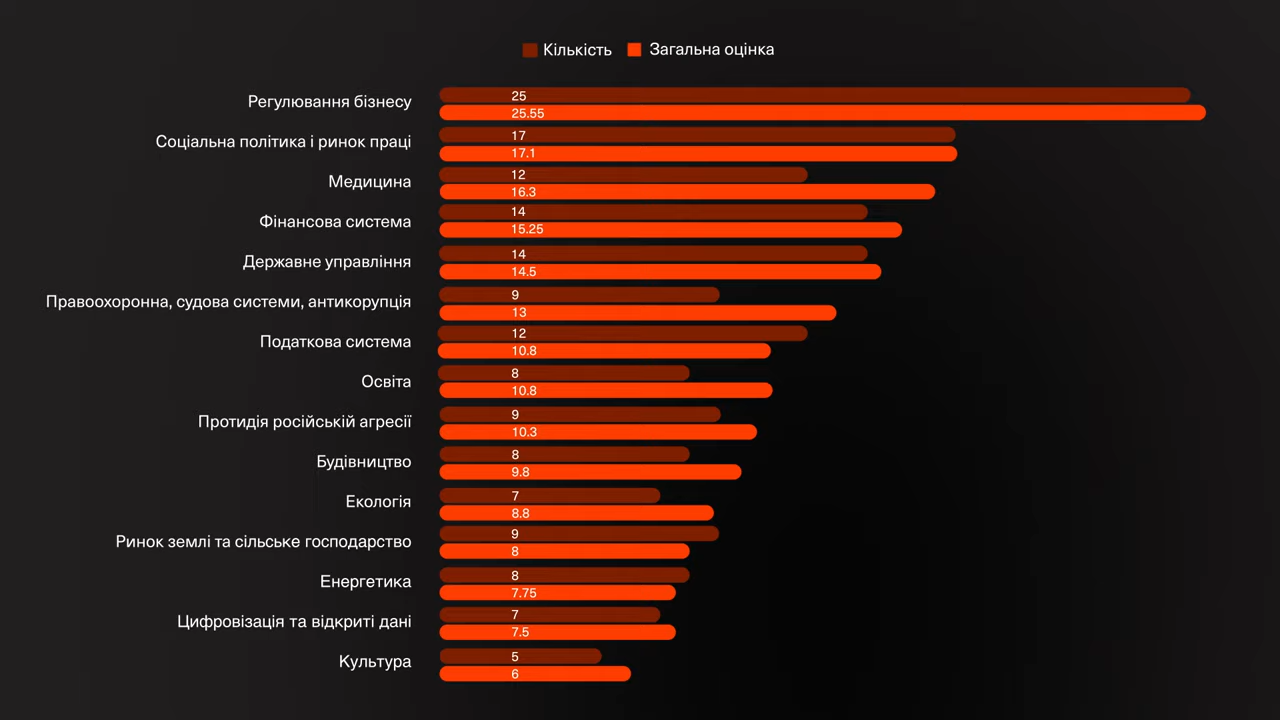 Кількість Загальна оцінка
Регулювання бізнесу
25
25.55
Соціальна політика і ринок праці
17
17.1
Медицина
12
16.3
Фінансова система
14
15.25
Державне управління
14
14.5
Правоохоронна, судова системи, антикорупція
9
13
Податкова система
12
10.8
Освіта
8
10.8
Протидія російській агресії
9
10.3
Будівництво
8
9.8
Екологія
7
8.8
Ринок землі та сільське господарство
9
8
Енергетика
8
7.75
Цифровізація та відкриті дані
7
7.5
Культура
5
6